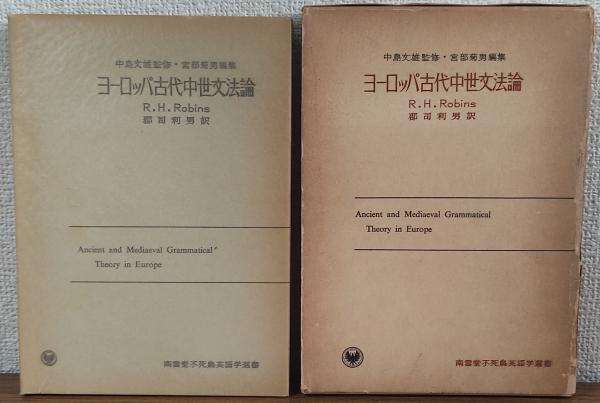 中島文雄監修・宮部菊男編集
ヨーロッパ古代中世文法論
R.H.Robins
郡司利男訳
Ancient and Mediaeval Grammatical
Theory in Europe
南雲堂不死鳥英語学選書
中島文雄監修・宮部菊男編集
ヨーロッパ古代中世文法論
R.H.Robins
郡司利男訳
Ancient and Mediaeval Grammatical
Theory in Europe
南雲堂不死鳥英語学選書